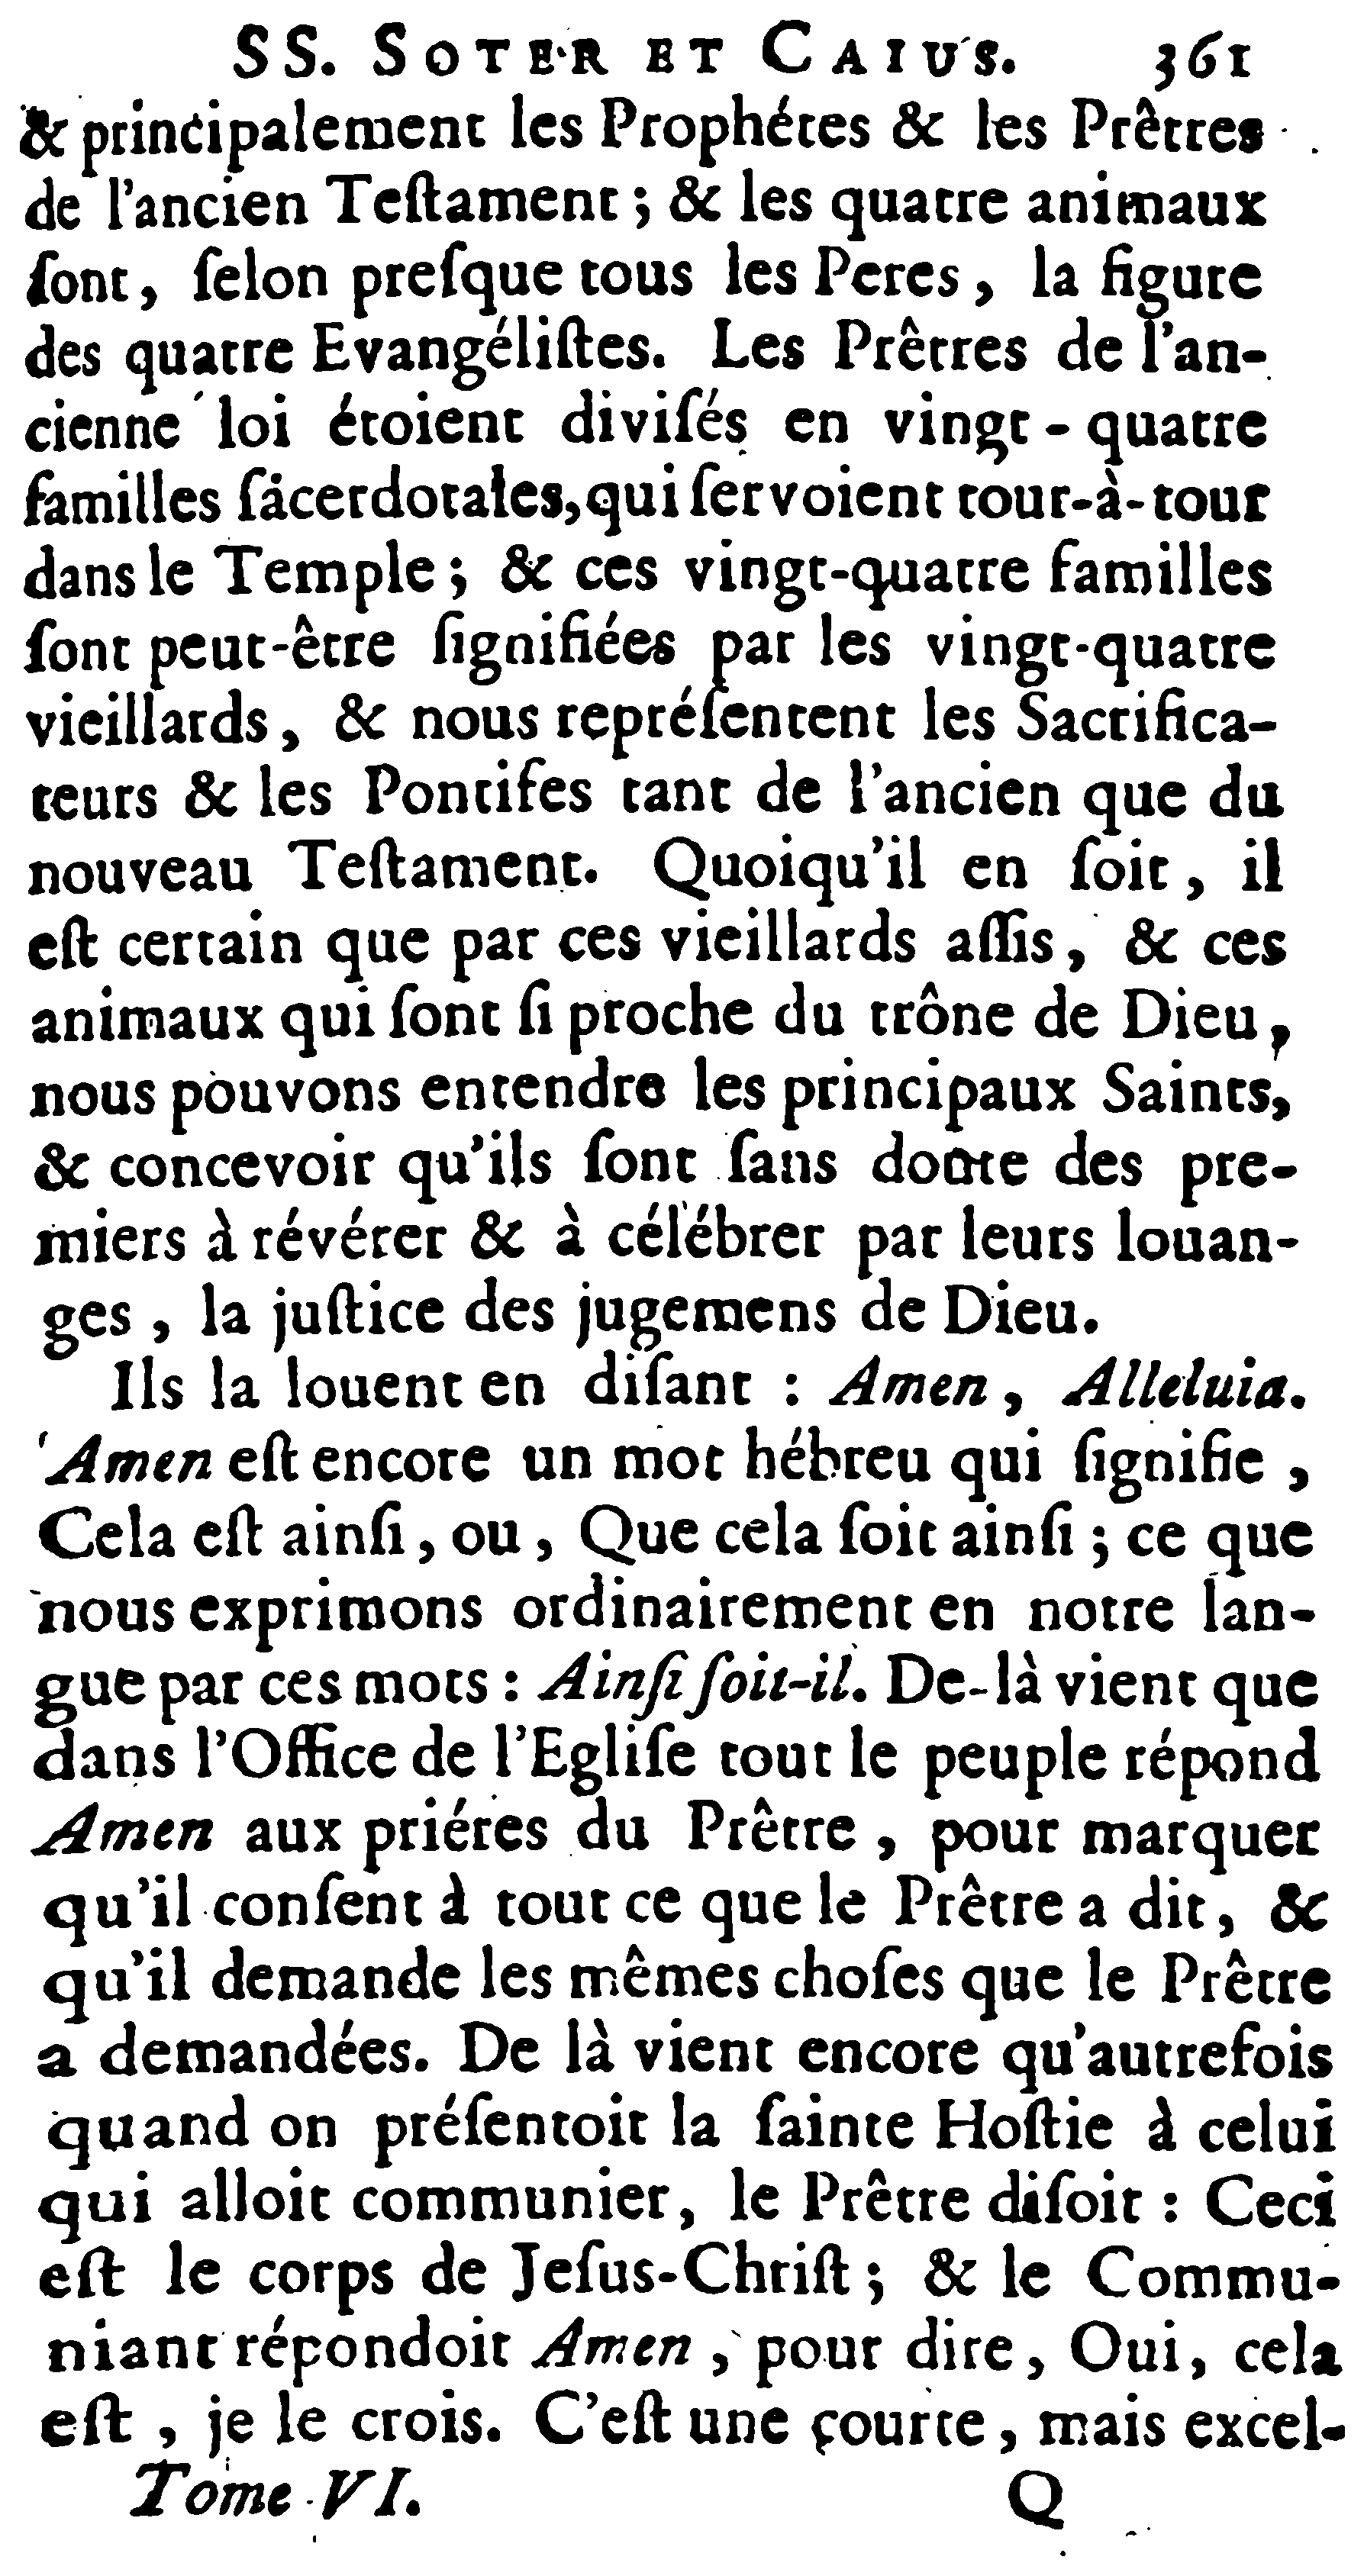 SS. SOTER ET CAIUS. 361
& principalement les Prophétes & les Prêtres
de l'ancien Teſtament ; & les quatre animaux
ſont, ſelon preſque tous les Peres, la figure
des quatre Evangéliſtes. Les Prêtres de l'an-
cienne loi étoient diviſés en vingt-quatre
familles ſacerdotales, qui ſervoient tour-à-tour
dans le Temple ; & ces vingt-quatre familles
ſont peut-être ſignifiées par les vingt-quatre
vieillards, & nous repréſentent les Sacrifica-
teurs & les Pontifes tant de l'ancien que du
nouveau Teſtament. Quoiqu'il en ſoit, il
eſt certain que par ces vieillards aſſis, & ces
animaux qui ſont ſi proche du trône de Dieu,
nous pouvons entendre les principaux Saints,
& concevoir qu'ils ſont ſans doute des pre-
miers à révérer & à célébrer par leurs louan-
ges, la juſtice des jugemens de Dieu.
Ils la louent en diſant : Amen, Alleluia.
Amen eſt encore un mot hébreu qui ſignifie,
Cela eſt ainſi, ou, Que cela ſoit ainſi ; ce que
nous exprimons ordinairement en notre lan-
gue par ces mots : Ainſi ſoit-il. De-là vient que
dans l'Office de l'Egliſe tout le peuple répond
Amen aux priéres du Prêtre, pour marquer
qu'il conſent à tout ce que le Prêtre a dit, &
qu'il demande les mêmes choſes que le Prêtre
a demandées. De là vient encore qu'autrefois
quand on préſentoit la ſainte Hoſtie à celui
qui alloit communier, le Prêtre diſoit : Ceci
eſt le corps de Jeſus-Chriſt ; & le Commu-
niant répondoit Amen, pour dire, Oui, cela
eſt, je le crois. C'eſt une courte, mais excel-
Tome VI. Q